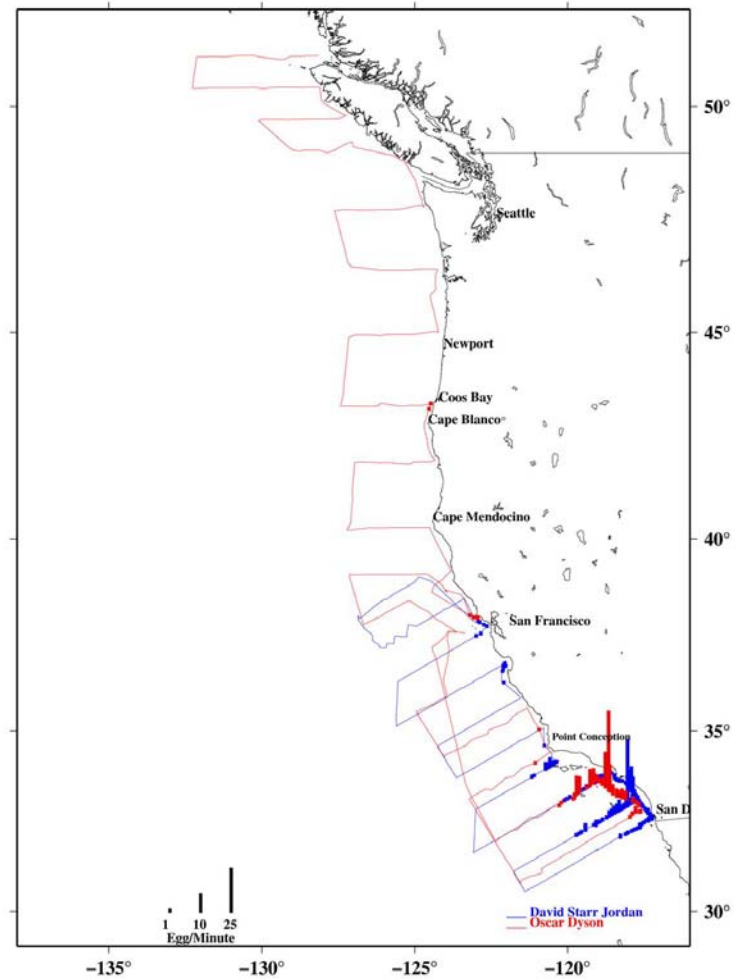 50°
Seattle
45°
Newport
Coos Bay
Cape Blanco
Cape Mendocino
40°
San Francisco
35°
Point Conception
San D
1 10 25
Egg/Minute
David Starr Jordan
Oscar Dyson
30°
−135° −130° −125° −120°